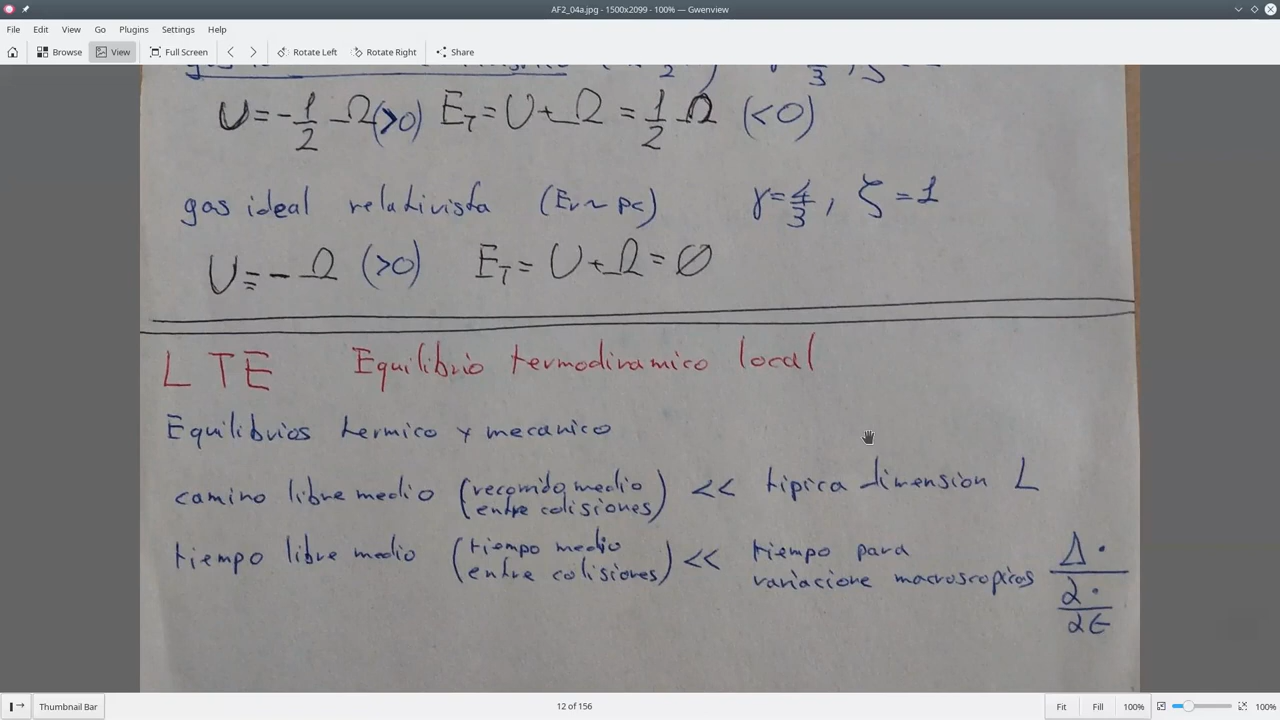 AF2_04a.jpg - 1500x2099 - 100% — Gwenview
File Edit View Go Plugins Settings Help
Browse View Full Screen Rotate Left Rotate Right Share
U = -1/2 Ω (>0) E_T = U + Ω = 1/2 Ω (<0)
gas ideal relativista (Er ~ pc) γ = 4/3, ζ = 1
U = - Ω (>0) E_T = U + Ω = ∅
LTE Equilibrio termodinamico local
Equilibrios termico y mecanico
camino libre medio (recorrido medio << tipica dimension L
(entre colisiones)
tiempo libre medio (tiempo medio << tiempo para Δ·
(entre colisiones) variacione macroscopicos ∂·
∂t
Thumbnail Bar 12 of 156 Fit Fill 100% 100%